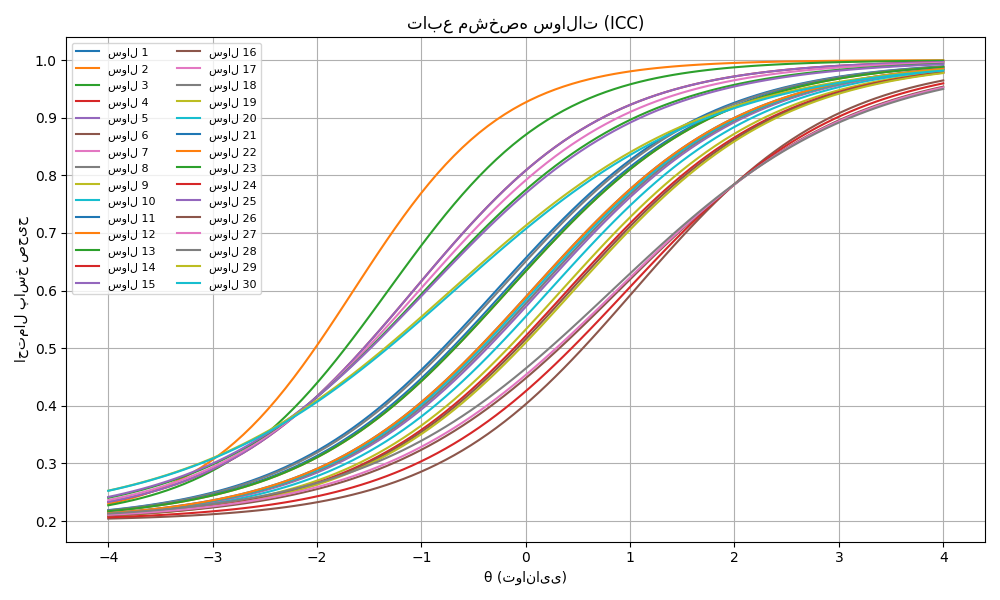 تابع مشخصه سوالات (ICC)
احتمال پاسخ صحیح
1.0
0.9
0.8
0.7
0.6
0.5
0.4
0.3
0.2
سوال 1
سوال 2
سوال 3
سوال 4
سوال 5
سوال 6
سوال 7
سوال 8
سوال 9
سوال 10
سوال 11
سوال 12
سوال 13
سوال 14
سوال 15
سوال 16
سوال 17
سوال 18
سوال 19
سوال 20
سوال 21
سوال 22
سوال 23
سوال 24
سوال 25
سوال 26
سوال 27
سوال 28
سوال 29
سوال 30
−4 −3 −2 −1 0 1 2 3 4
θ (توانایی)